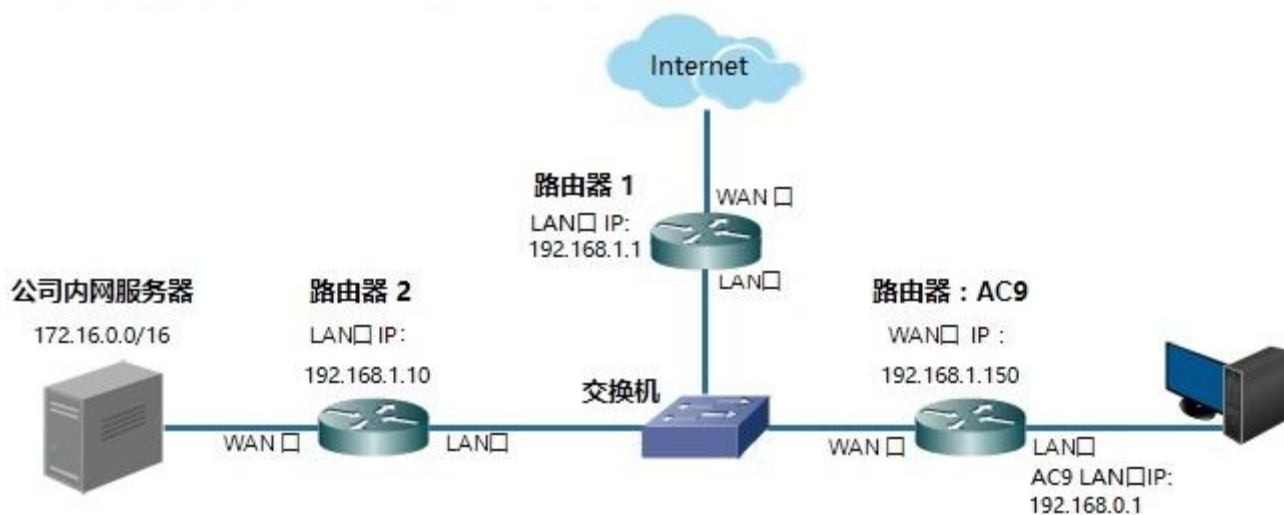 Internet
路由器 1
WAN 口
LAN口 IP:
192.168.1.1
LAN口
公司内网服务器
172.16.0.0/16
路由器 2
LAN口 IP:
192.168.1.10
WAN 口
LAN口
交换机
路由器：AC9
WAN口 IP：
192.168.1.150
WAN 口
LAN口
AC9 LAN口IP:
192.168.0.1